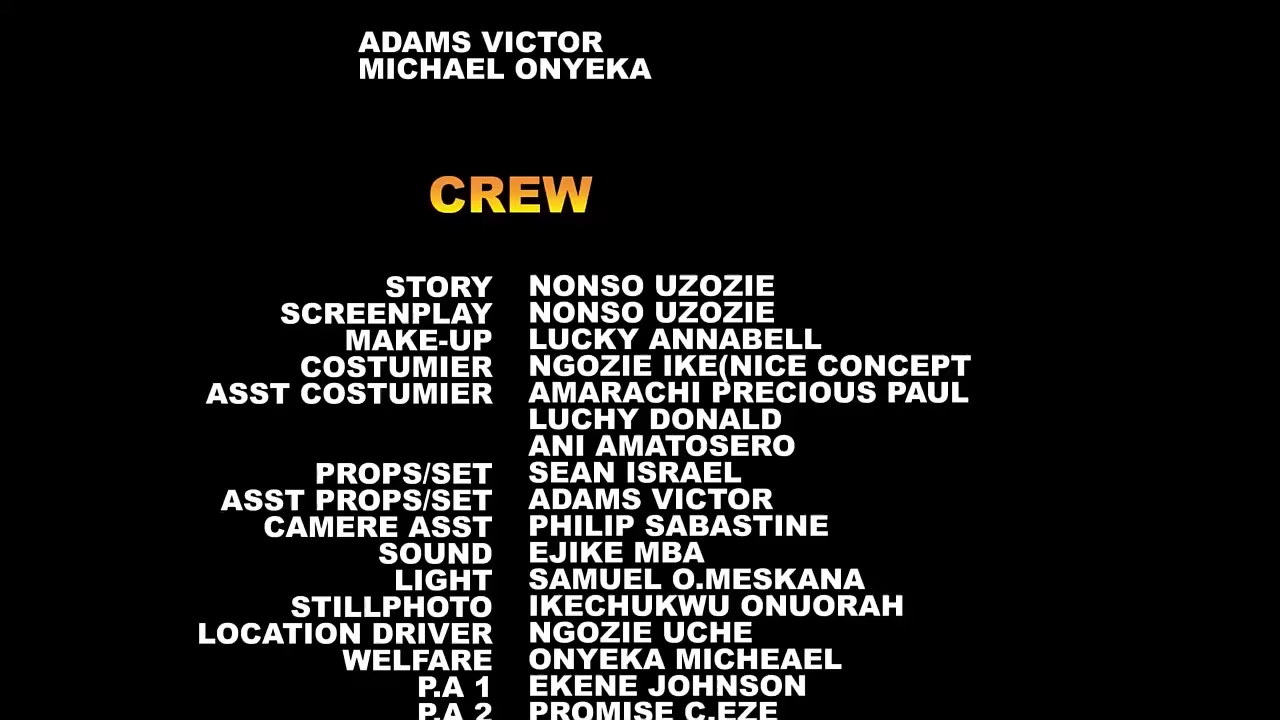 ADAMS VICTOR
MICHAEL ONYEKA
CREW
STORY NONSO UZOZIE
SCREENPLAY NONSO UZOZIE
MAKE-UP LUCKY ANNABELL
COSTUMIER NGOZIE IKE(NICE CONCEPT
ASST COSTUMIER AMARACHI PRECIOUS PAUL
LUCHY DONALD
ANI AMATOSERO
PROPS/SET SEAN ISRAEL
ASST PROPS/SET ADAMS VICTOR
CAMERE ASST PHILIP SABASTINE
SOUND EJIKE MBA
LIGHT SAMUEL O.MESKANA
STILLPHOTO IKECHUKWU ONUORAH
LOCATION DRIVER NGOZIE UCHE
WELFARE ONYEKA MICHEAEL
P.A 1 EKENE JOHNSON
P.A 2 PROMISE C.EZE